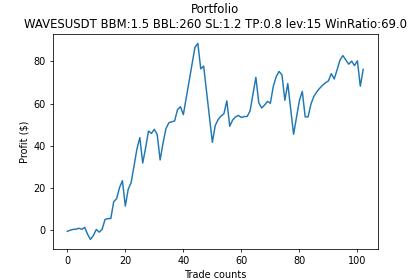 Portfolio
WAVESUSDT BBM:1.5 BBL:260 SL:1.2 TP:0.8 lev:15 WinRatio:69.0
80
60
40
20
0
Profit ($)
0 20 40 60 80 100
Trade counts